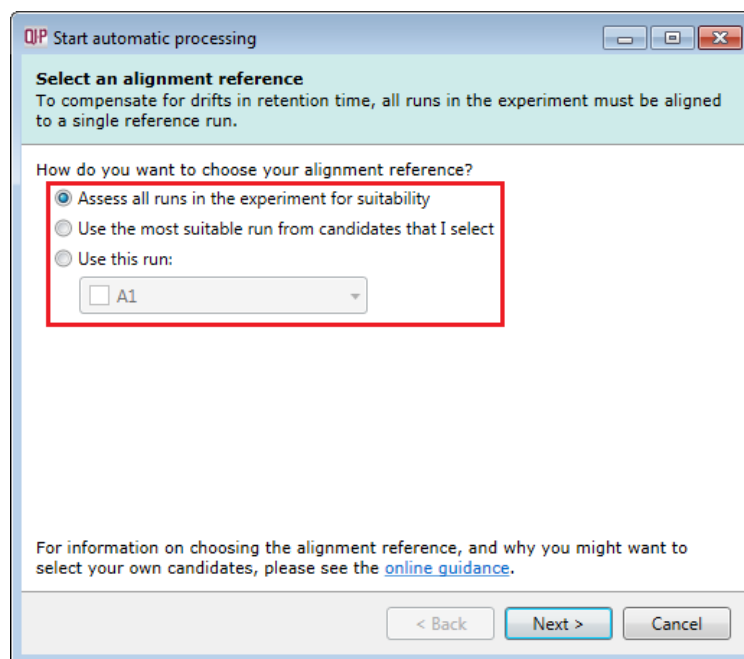 QIP Start automatic processing
Select an alignment reference
To compensate for drifts in retention time, all runs in the experiment must be aligned
to a single reference run.
How do you want to choose your alignment reference?
Assess all runs in the experiment for suitability
Use the most suitable run from candidates that I select
Use this run:
A1
For information on choosing the alignment reference, and why you might want to
select your own candidates, please see the online guidance.
< Back Next > Cancel